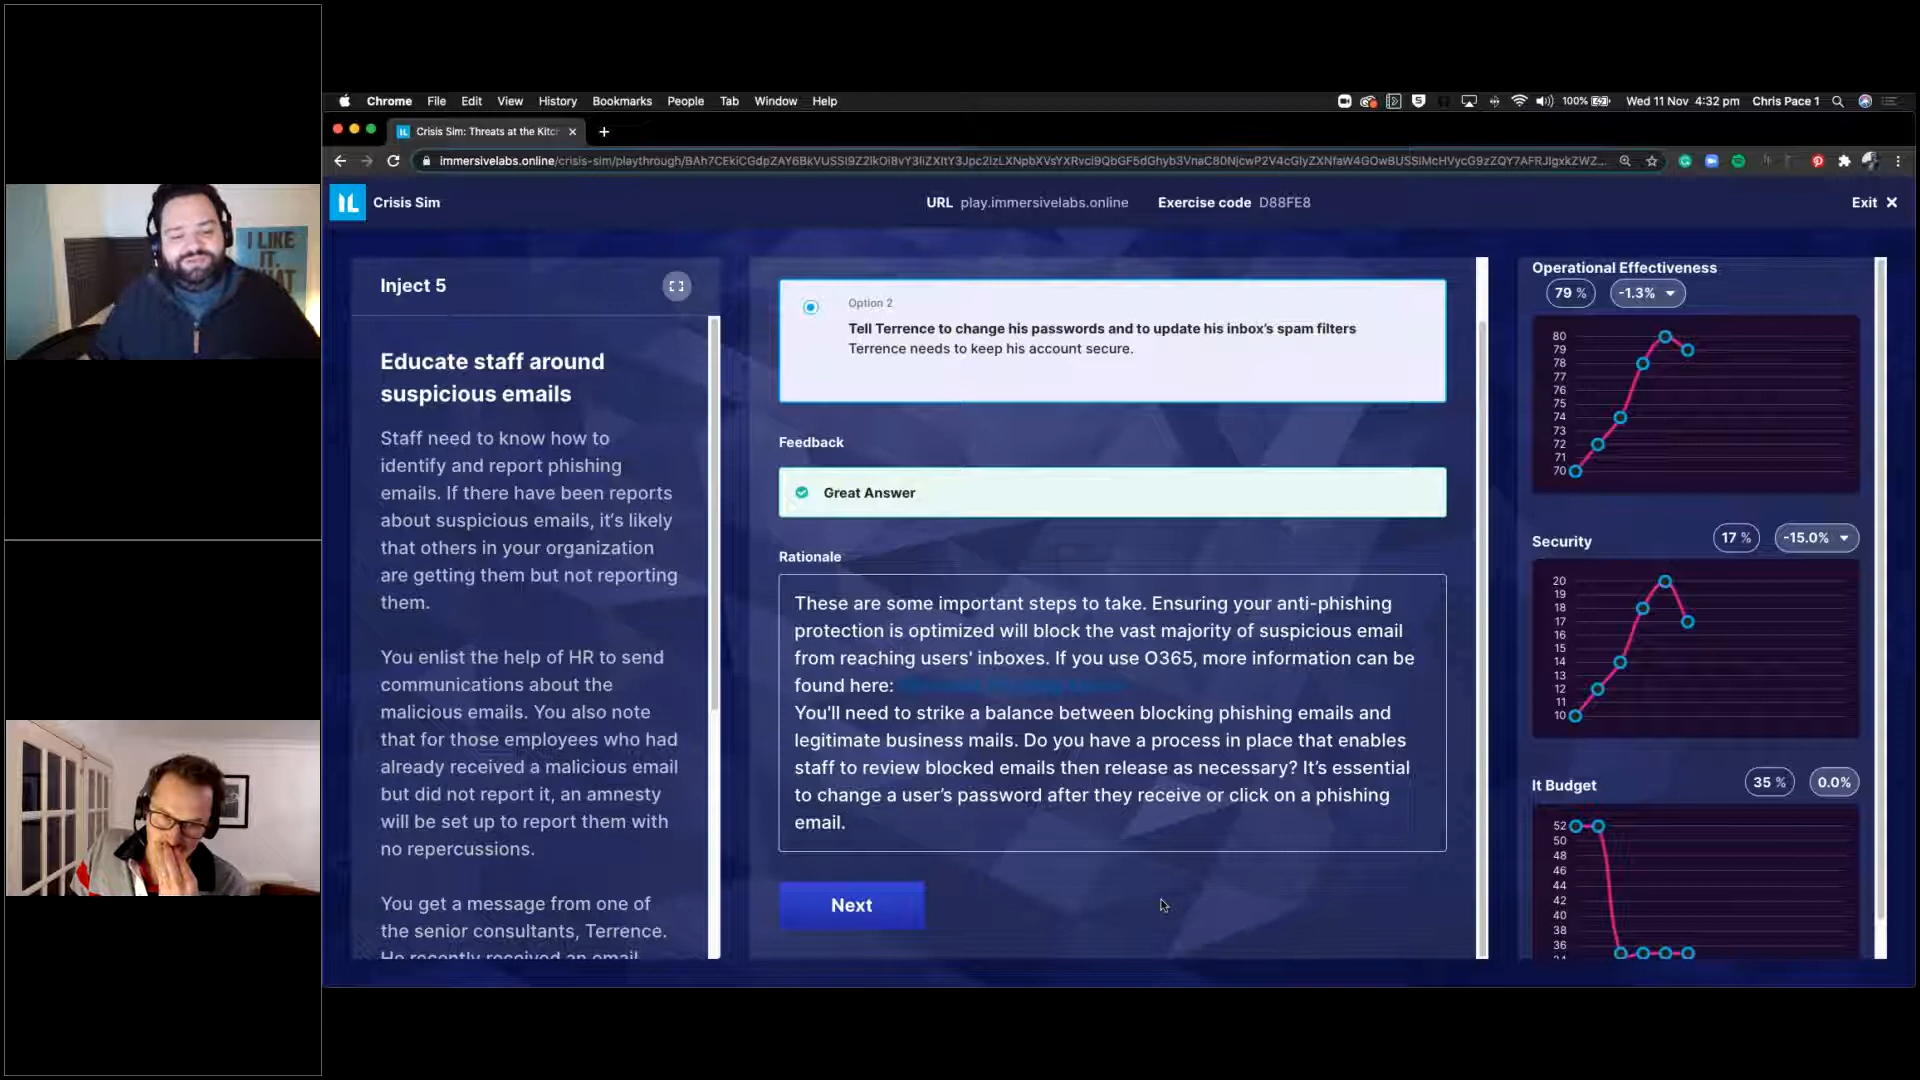 I LIKE
IT.
WHAT
Chrome File Edit View History Bookmarks People Tab Window Help
100% Wed 11 Nov 4:32 pm Chris Pace 1
Crisis Sim: Threats at the Kitch
immersivelabs.online/crisis-sim/playthrough/
IL Crisis Sim
URL play.immersivelabs.online Exercise code D88FE8
Exit
Inject 5
Educate staff around
suspicious emails
Staff need to know how to
identify and report phishing
emails. If there have been reports
about suspicious emails, it's likely
that others in your organization
are getting them but not reporting
them.
You enlist the help of HR to send
communications about the
malicious emails. You also note
that for those employees who had
already received a malicious email
but did not report it, an amnesty
will be set up to report them with
no repercussions.
You get a message from one of
the senior consultants, Terrence.
He recently received an email
Option 2
Tell Terrence to change his passwords and to update his inbox's spam filters
Terrence needs to keep his account secure.
Feedback
Great Answer
Rationale
These are some important steps to take. Ensuring your anti-phishing
protection is optimized will block the vast majority of suspicious email
from reaching users' inboxes. If you use O365, more information can be
found here:
You'll need to strike a balance between blocking phishing emails and
legitimate business mails. Do you have a process in place that enables
staff to review blocked emails then release as necessary? It's essential
to change a user's password after they receive or click on a phishing
email.
Next
Operational Effectiveness
79 % -1.3%
80
79
78
77
76
75
74
73
72
71
70
Security 17 % -15.0%
20
19
18
17
16
15
14
13
12
11
10
It Budget 35 % 0.0%
52
50
48
46
44
42
40
38
36
34